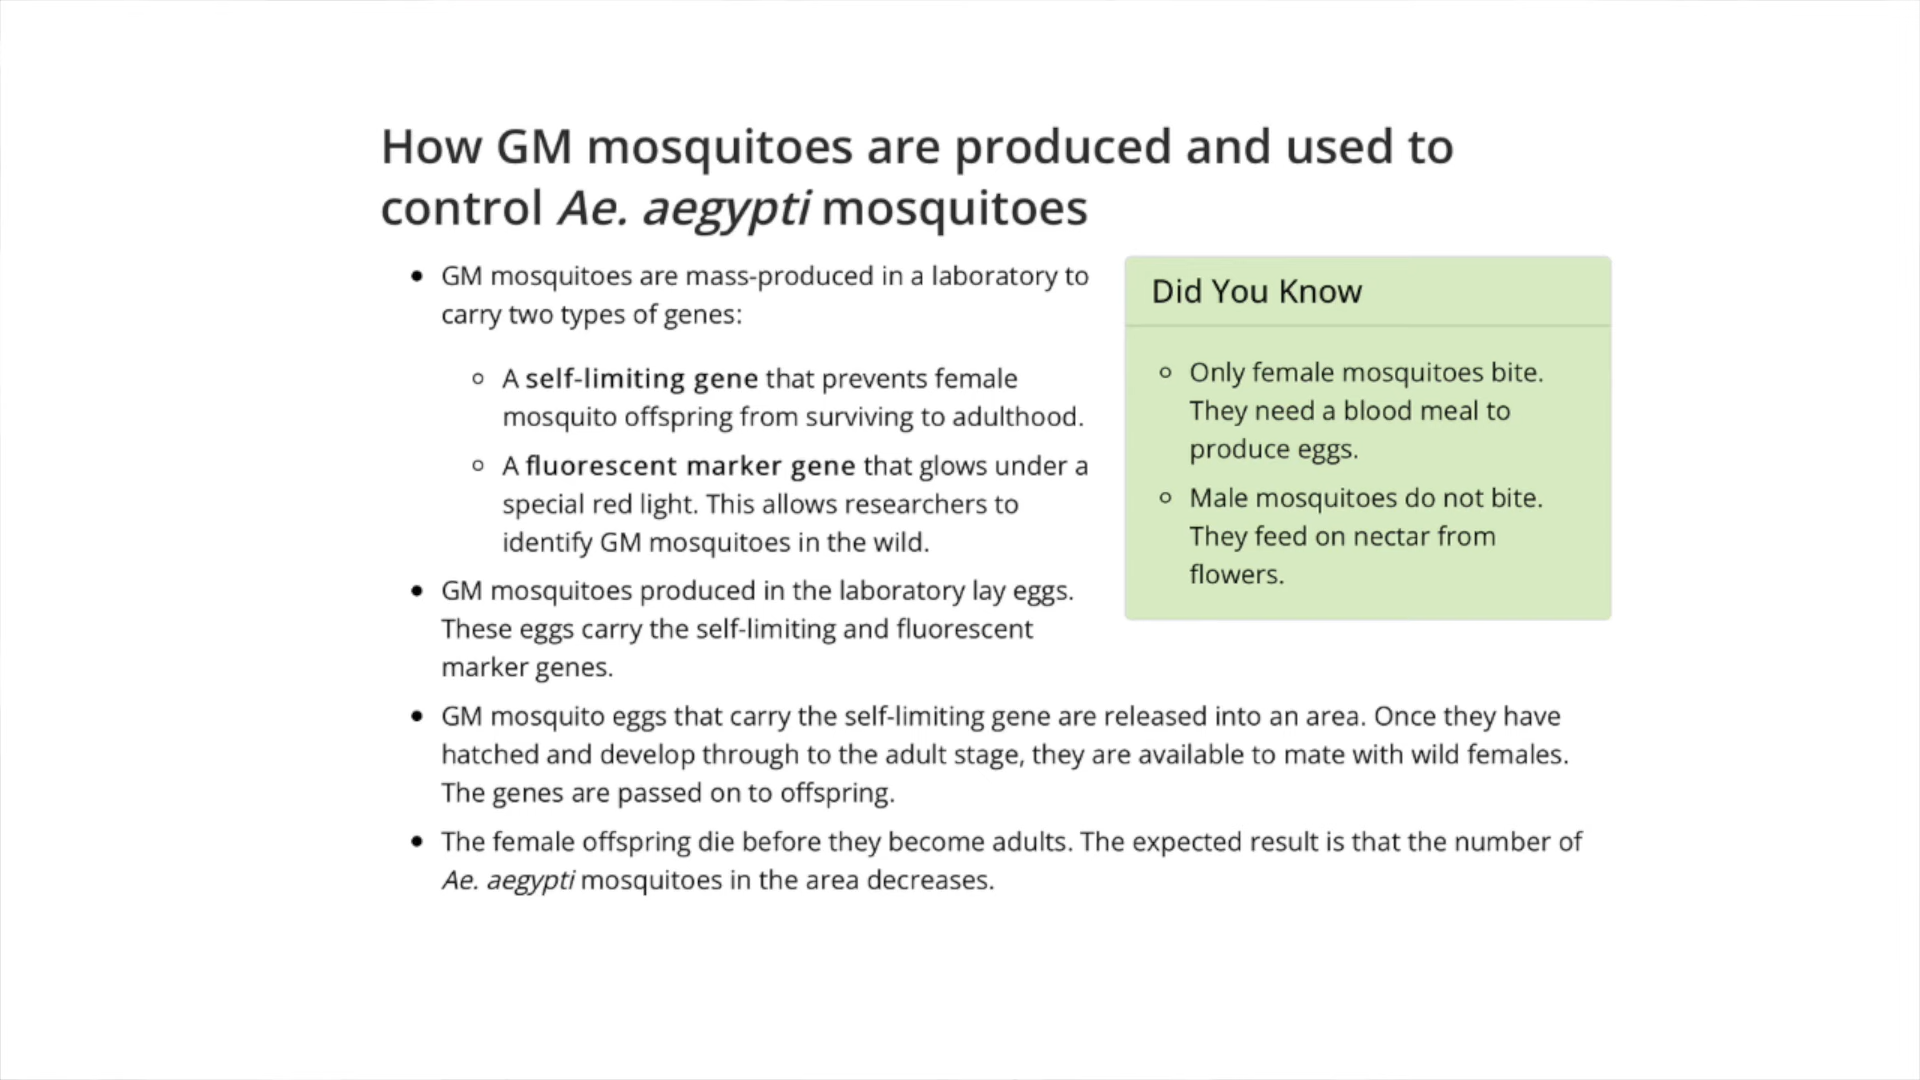 How GM mosquitoes are produced and used to
control Ae. aegypti mosquitoes
GM mosquitoes are mass-produced in a laboratory to
carry two types of genes:
A self-limiting gene that prevents female
mosquito offspring from surviving to adulthood.
A fluorescent marker gene that glows under a
special red light. This allows researchers to
identify GM mosquitoes in the wild.
GM mosquitoes produced in the laboratory lay eggs.
These eggs carry the self-limiting and fluorescent
marker genes.
GM mosquito eggs that carry the self-limiting gene are released into an area. Once they have
hatched and develop through to the adult stage, they are available to mate with wild females.
The genes are passed on to offspring.
The female offspring die before they become adults. The expected result is that the number of
Ae. aegypti mosquitoes in the area decreases.
Did You Know
Only female mosquitoes bite.
They need a blood meal to
produce eggs.
Male mosquitoes do not bite.
They feed on nectar from
flowers.